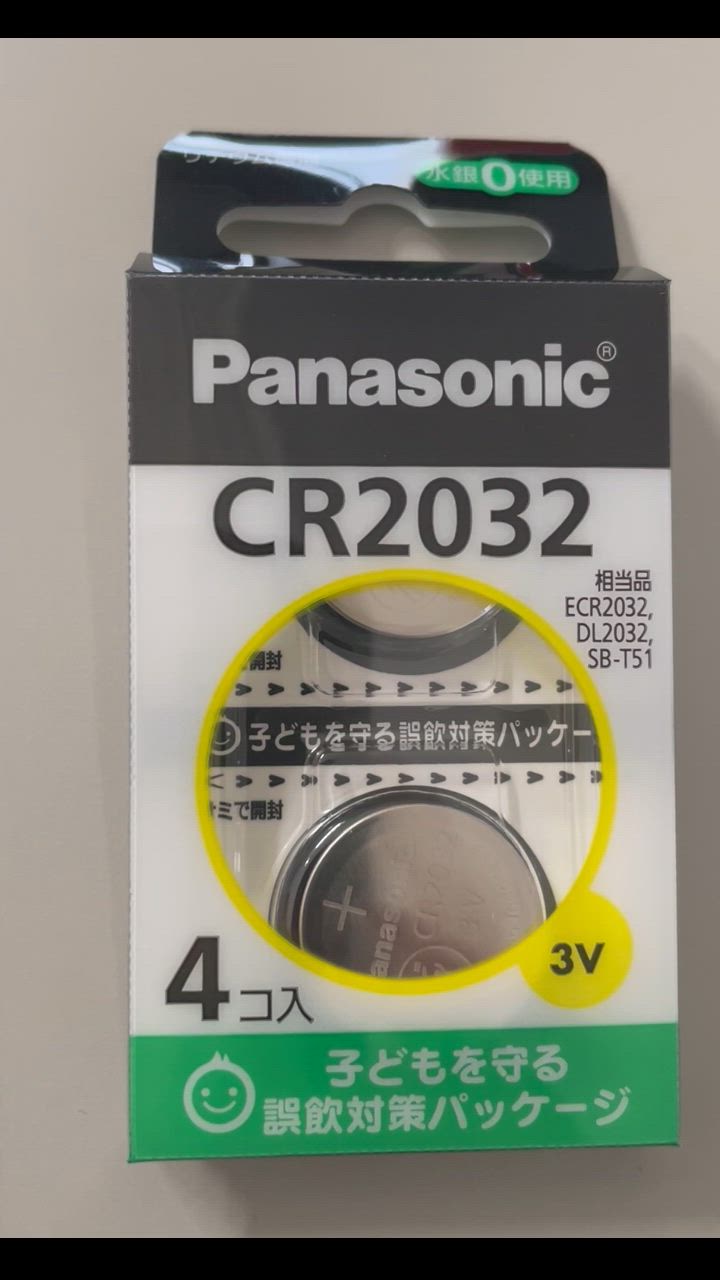 水銀0使用
Panasonic®
CR2032
相当品
ECR2032,
DL2032,
SB-T51
開封
子どもを守る誤飲対策パッケー
ミで開封
+
3V
4コ入
子どもを守る
誤飲対策パッケージ